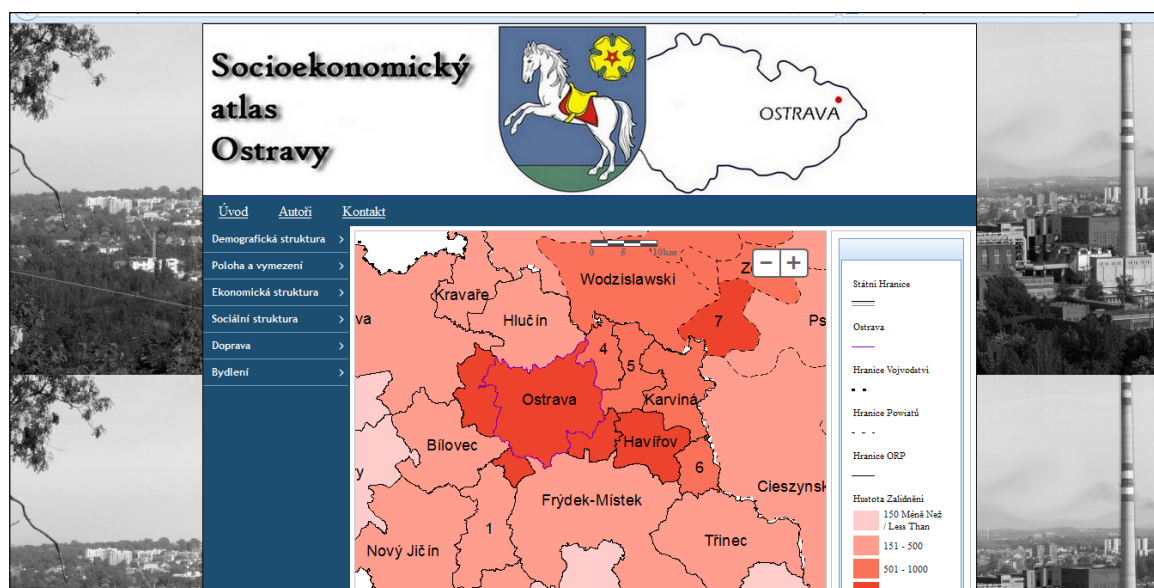 Socioekonomický
atlas
Ostravy
OSTRAVA
Úvod Autoři Kontakt
Demografická struktura
Poloha a vymezení
Ekonomická struktura
Sociální struktura
Doprava
Bydlení
0 5 10km
Wodzislawski
Kravaře
Hlučín
va
7
Ps
4
5
Ostrava
Karviná
Havířov
Bílovec
6
y
Cieszynsk
Frýdek-Místek
1
Třinec
Nový Jičín
Státní Hranice
Ostrava
Hranice Vojvodstvi
Hranice Powiatů
Hranice ORP
Hustota Zalidnění
150 Méně Než
/ Less Than
151 - 500
501 - 1000